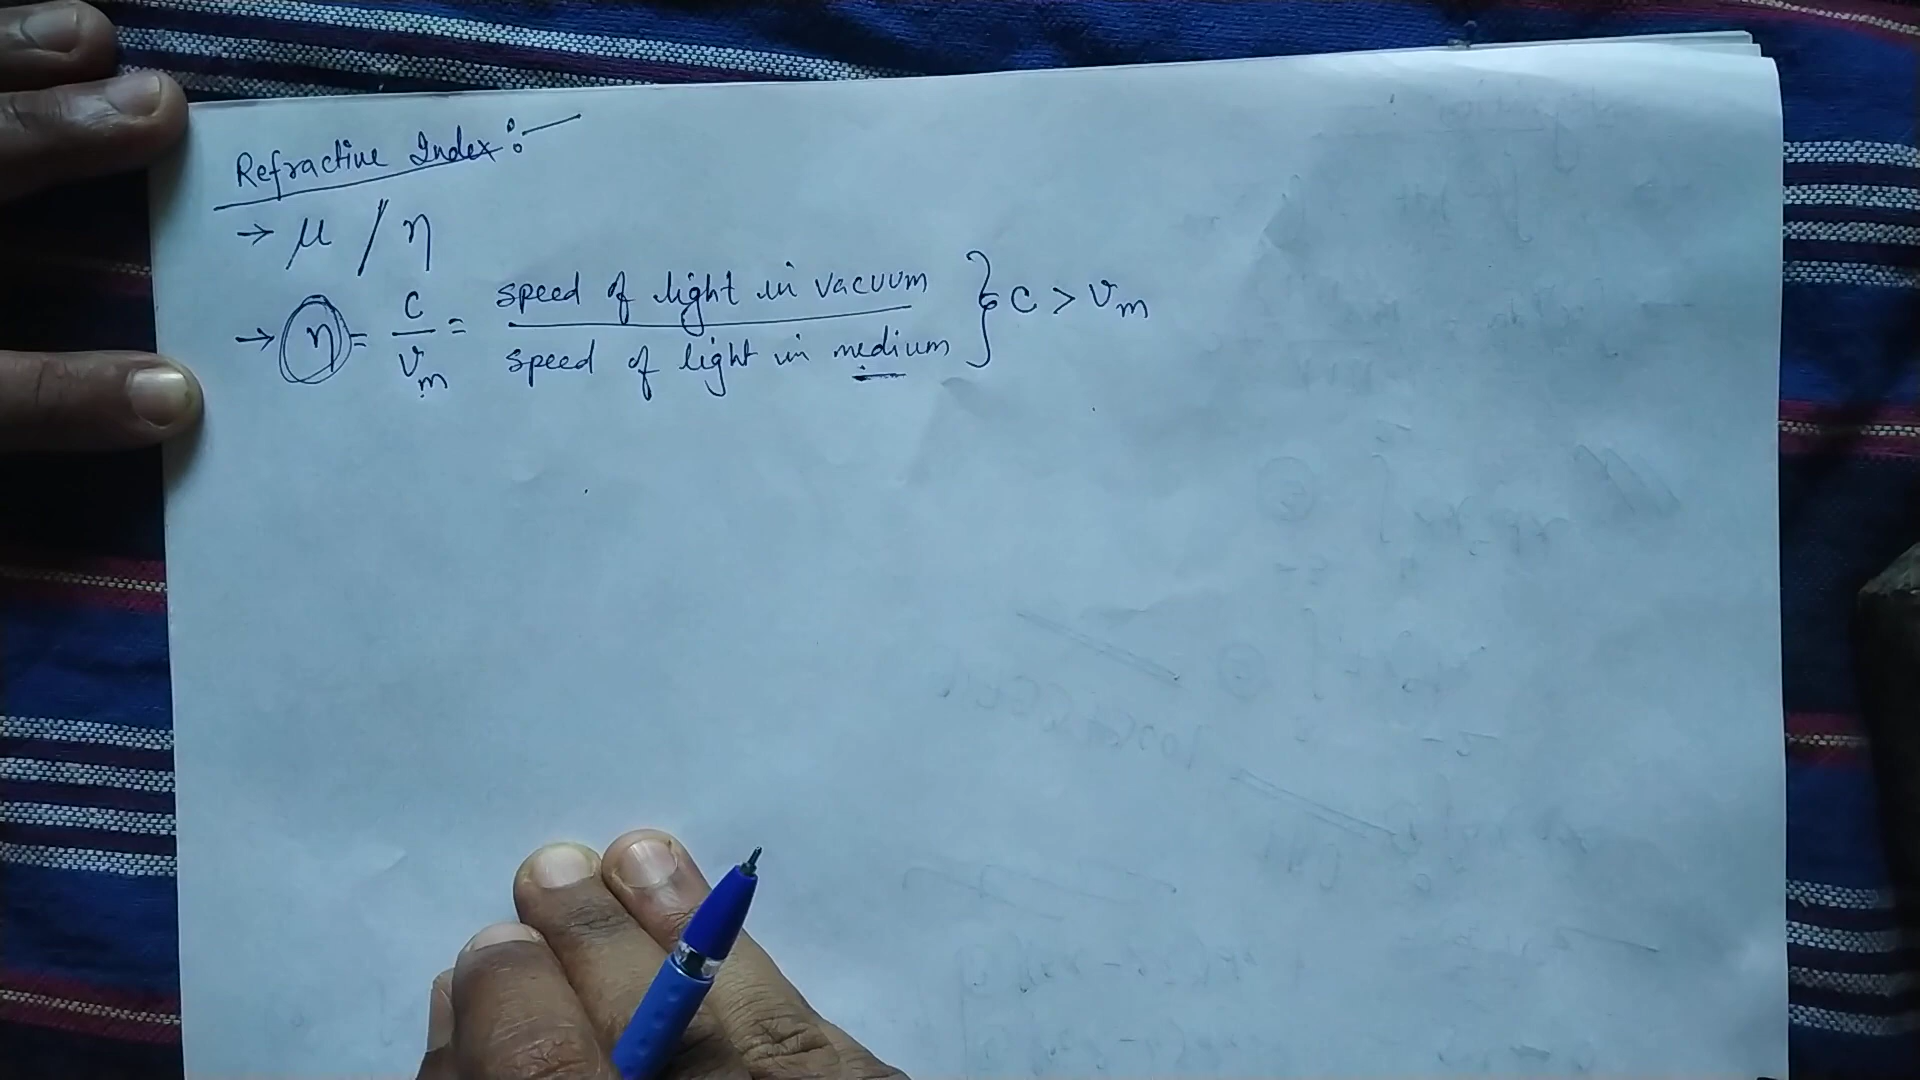 Refractive Index :-
→ μ / η
→ η = c/v_m = speed of light in vacuum / speed of light in medium } c > v_m